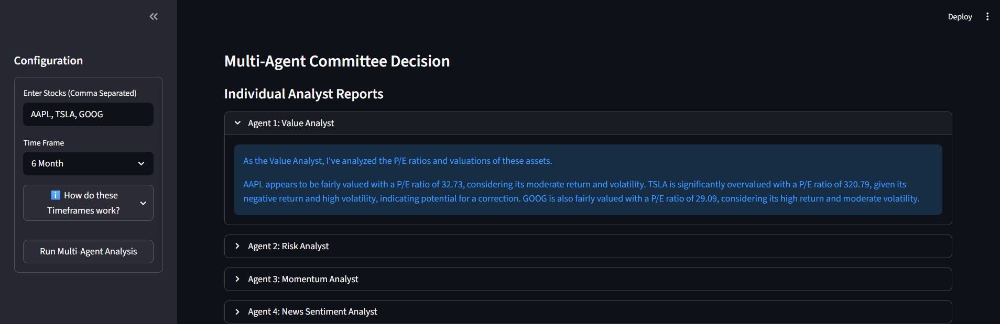 Deploy
Configuration
Enter Stocks (Comma Separated)
AAPL, TSLA, GOOG
Time Frame
6 Month
How do these
Timeframes work?
Run Multi-Agent Analysis
Multi-Agent Committee Decision
Individual Analyst Reports
Agent 1: Value Analyst
As the Value Analyst, I've analyzed the P/E ratios and valuations of these assets.
AAPL appears to be fairly valued with a P/E ratio of 32.73, considering its moderate return and volatility. TSLA is significantly overvalued with a P/E ratio of 320.79, given its
negative return and high volatility, indicating potential for a correction. GOOG is also fairly valued with a P/E ratio of 29.09, considering its high return and moderate volatility.
Agent 2: Risk Analyst
Agent 3: Momentum Analyst
Agent 4: News Sentiment Analyst